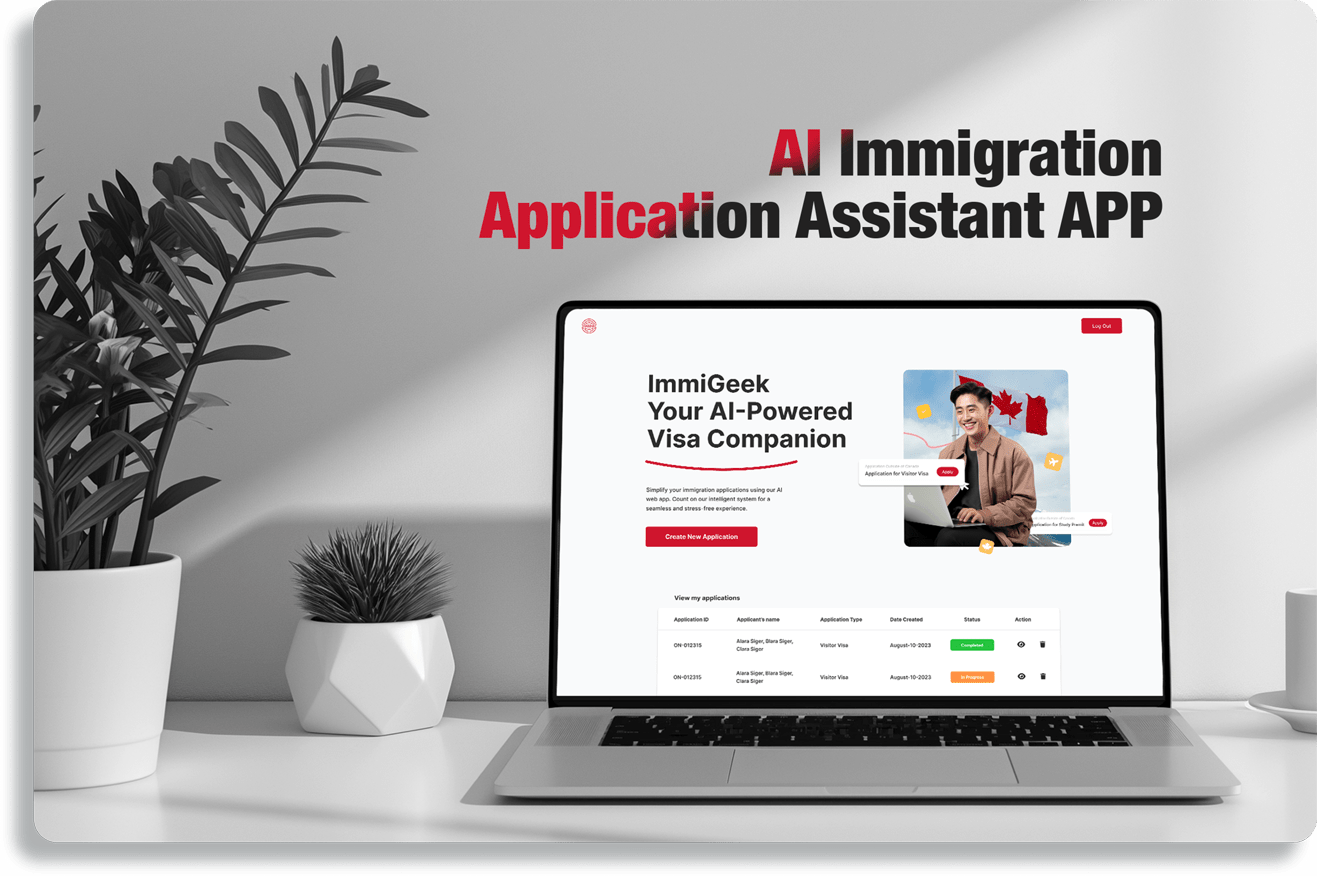 AI Immigration
Application Assistant APP
Log Out
ImmiGeek
Your AI-Powered
Visa Companion
Simplify your immigration applications using our AI
web app. Count on our intelligent system for a
seamless and stress-free experience.
Create New Application
Application for Visitor Visa
Apply
Application for Study Permit
Apply
View my applications
Application ID Applicant's name Application Type Date Created Status Action
ON-012315 Alara Siger, Blara Siger, Clara Siger Visitor Visa August-10-2023 Completed
ON-012315 Alara Siger, Blara Siger, Clara Siger Visitor Visa August-10-2023 In Progress